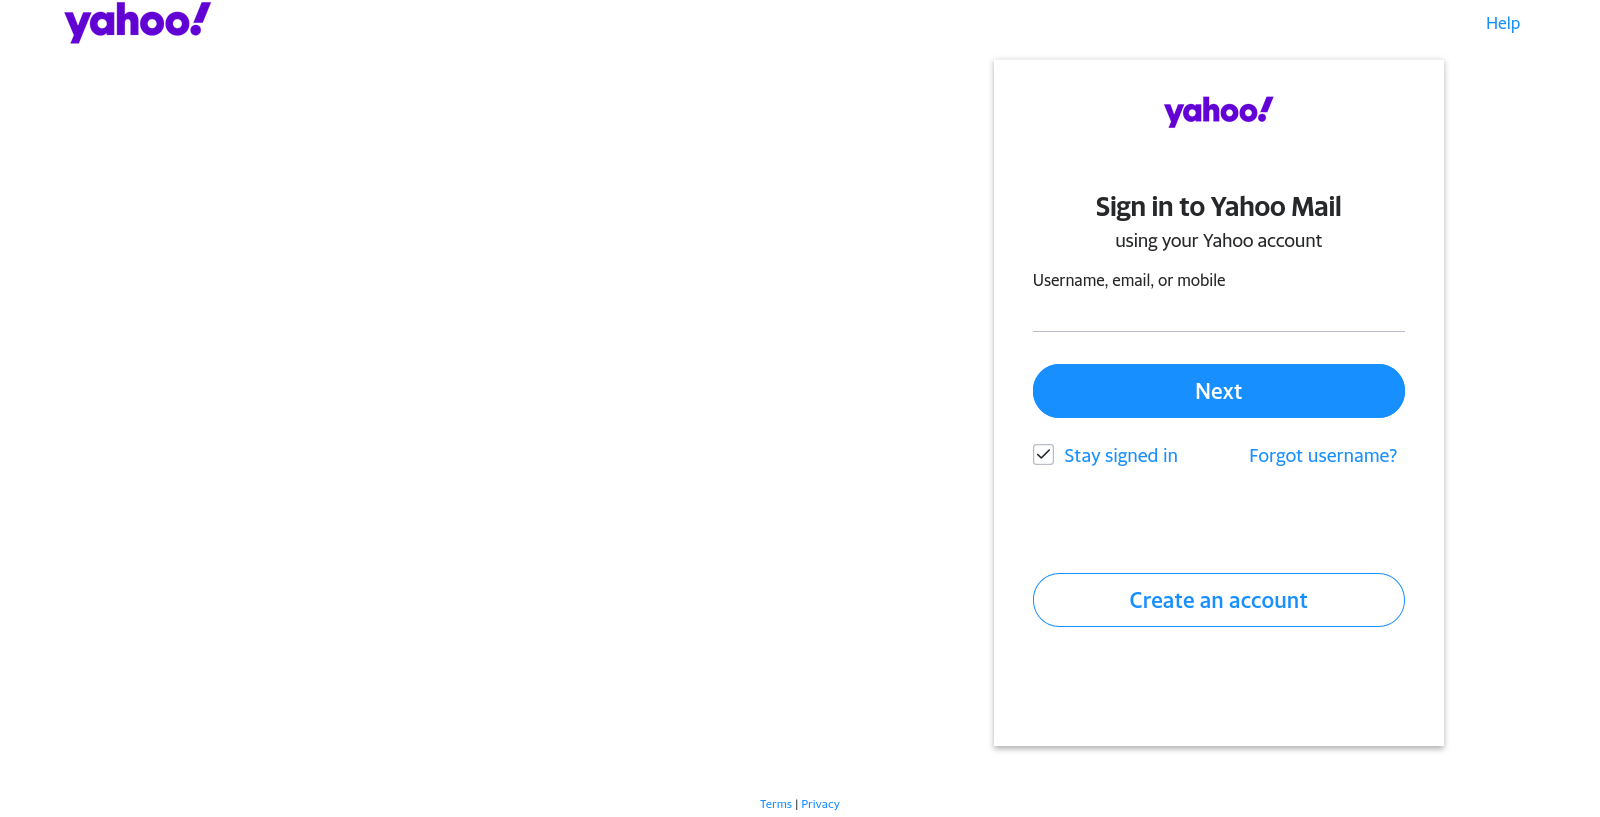 yahoo!
Help
yahoo!
Sign in to Yahoo Mail
using your Yahoo account
Username, email, or mobile
Next
Stay signed in
Forgot username?
Create an account
Terms | Privacy